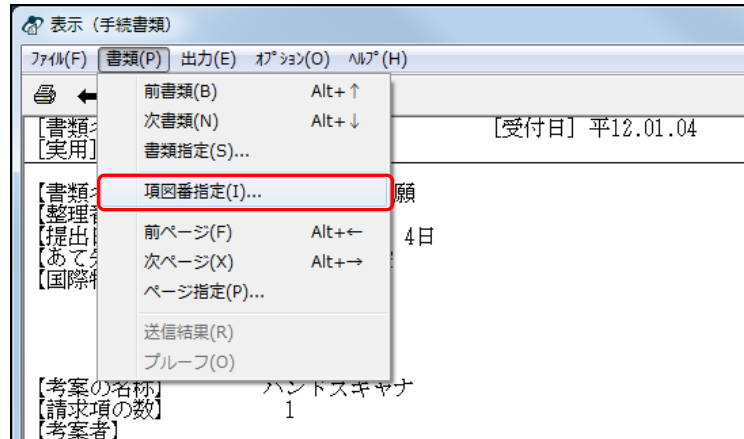 表示（手続書類）
ﾌｧｲﾙ(F) 書類(P) 出力(E) ｵﾌﾟｼｮﾝ(O) ﾍﾙﾌﾟ(H)
前書類(B) Alt+↑
次書類(N) Alt+↓
書類指定(S)...
項図番指定(I)...
前ページ(F) Alt+←
次ページ(X) Alt+→
ページ指定(P)...
送信結果(R)
プルーフ(O)
[書類 [受付日] 平12.01.04
[実用]
【書類 願
【整理
【提出 4日
【あて
【国際
【考案の名称】 ハンドスキャナ
【請求項の数】 1
【考案者】